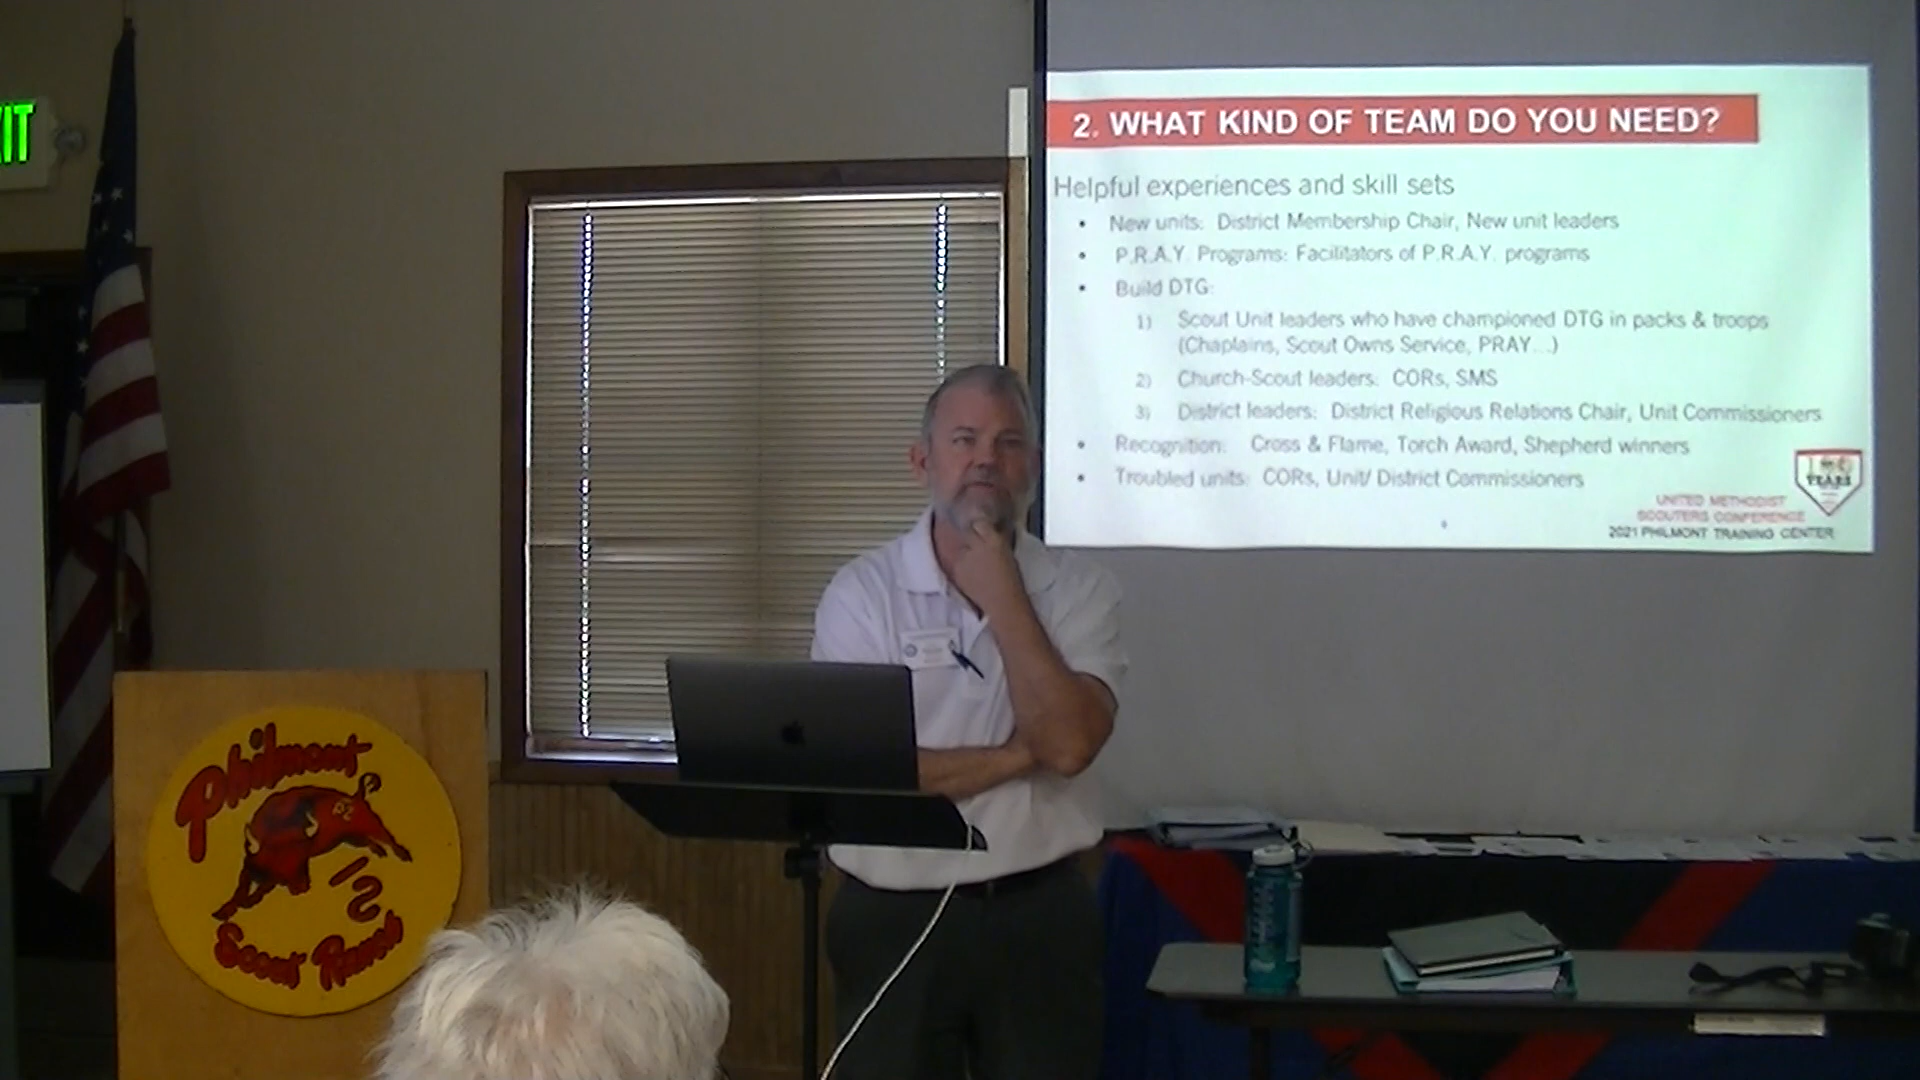 XIT
2. WHAT KIND OF TEAM DO YOU NEED?
Helpful experiences and skill sets
• New units: District Membership Chair, New unit leaders
• P.R.A.Y. Programs: Facilitators of P.R.A.Y. programs
• Build DTG:
1) Scout Unit leaders who have championed DTG in packs & troops
(Chaplains, Scout Owns Service, PRAY...)
2) Church-Scout leaders: CORs, SMS
3) District leaders: District Religious Relations Chair, Unit Commissioners
• Recognition: Cross & Flame, Torch Award, Shepherd winners
• Troubled units: CORs, Unit/ District Commissioners
YEARS
UNITED METHODIST
SCOUTERS CONFERENCE
2021 PHILMONT TRAINING CENTER
Philmont
Scout Ranch